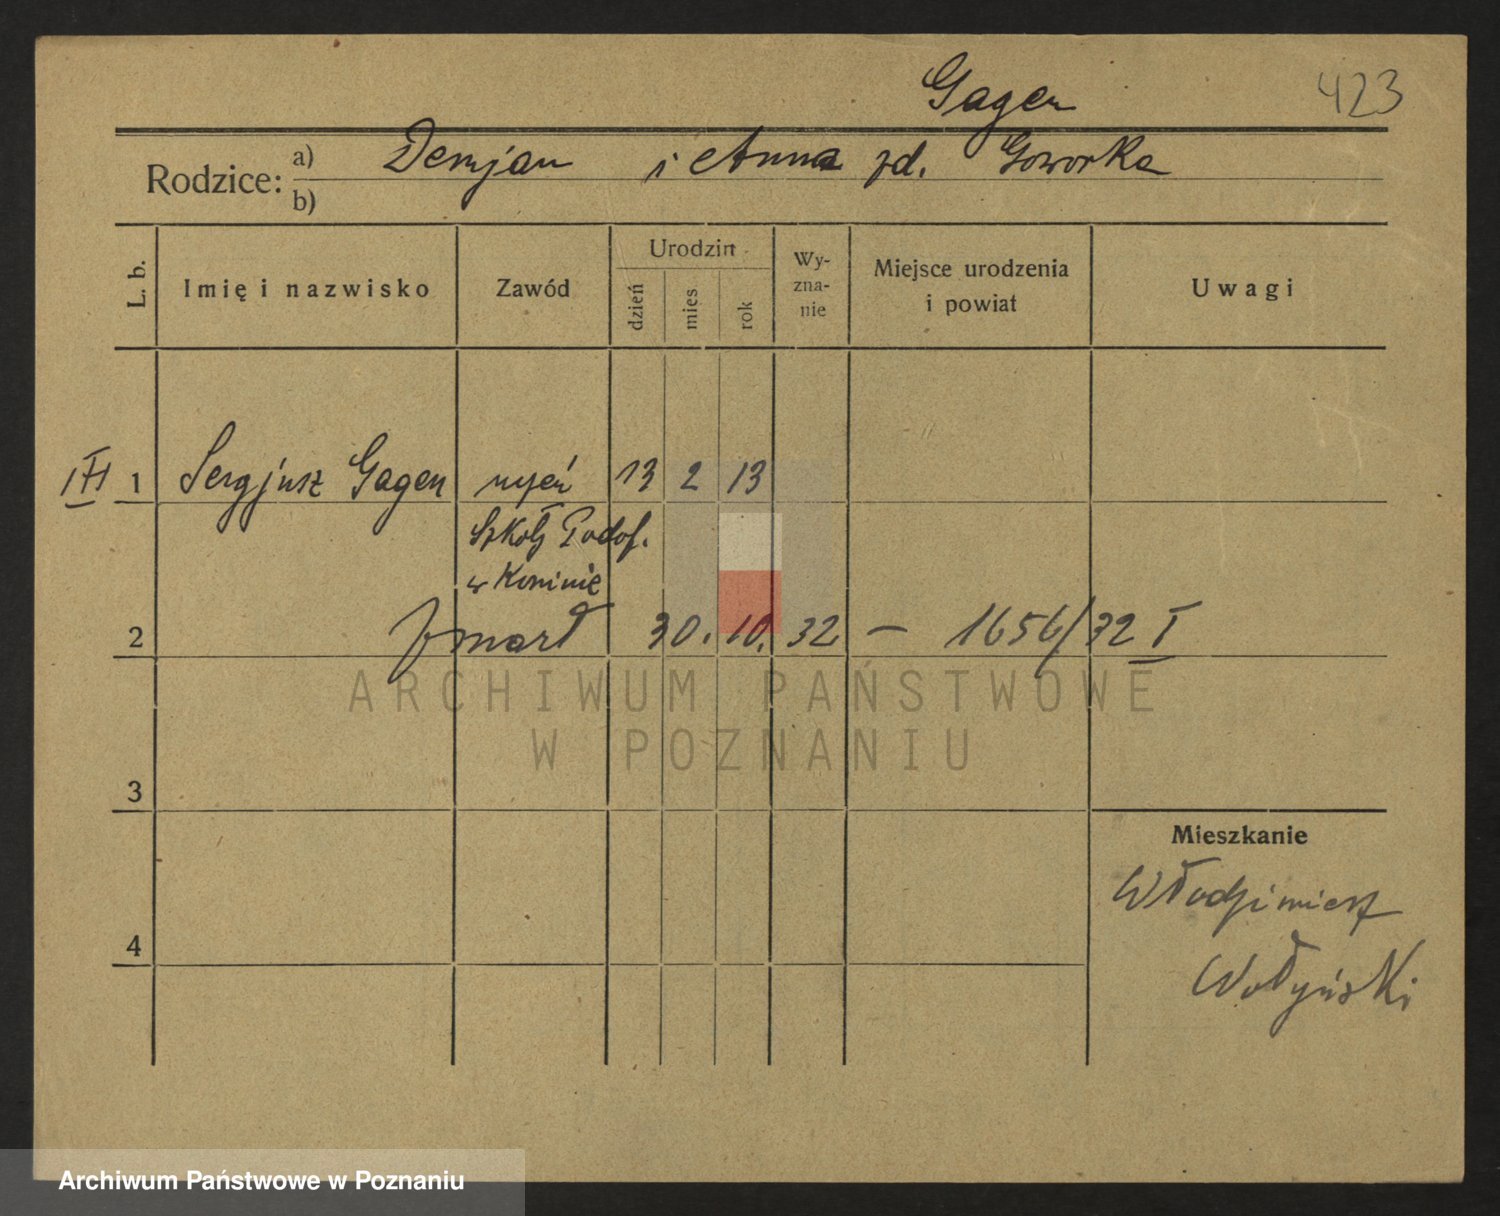 Gagen 423
Rodzice: a) Demjan i Anna zd. Goworka
b)
L. b. Imię i nazwisko Zawód Urodzin dzień mies rok Wy-zna-nie Miejsce urodzenia i powiat Uwagi
1 Sergjusz Gagen uczeń 13 2 13
Szkoły Podof.
w Koninie
2 zmarł 30. 10. 32 — 1656/32 I
ARCHIWUM PAŃSTWOWE
W POZNANIU
3
Mieszkanie
Włodzimierz
4
Wołyński
Archiwum Państwowe w Poznaniu